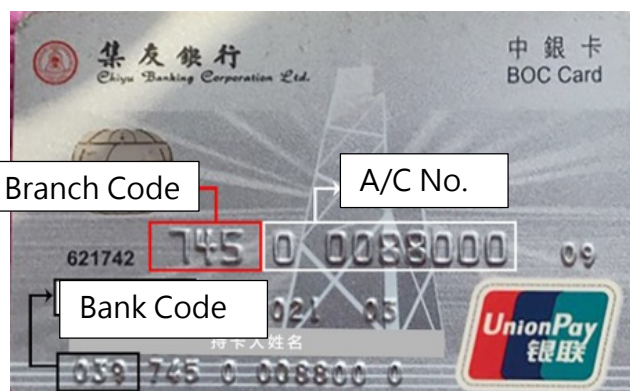 集友銀行
Chiyu Banking Corporation Ltd.
中銀卡
BOC Card
Branch Code
A/C No.
621742 745 0 0088000 09
Bank Code
021 03
持卡人姓名
039 745 0 008800 0
UnionPay
银联